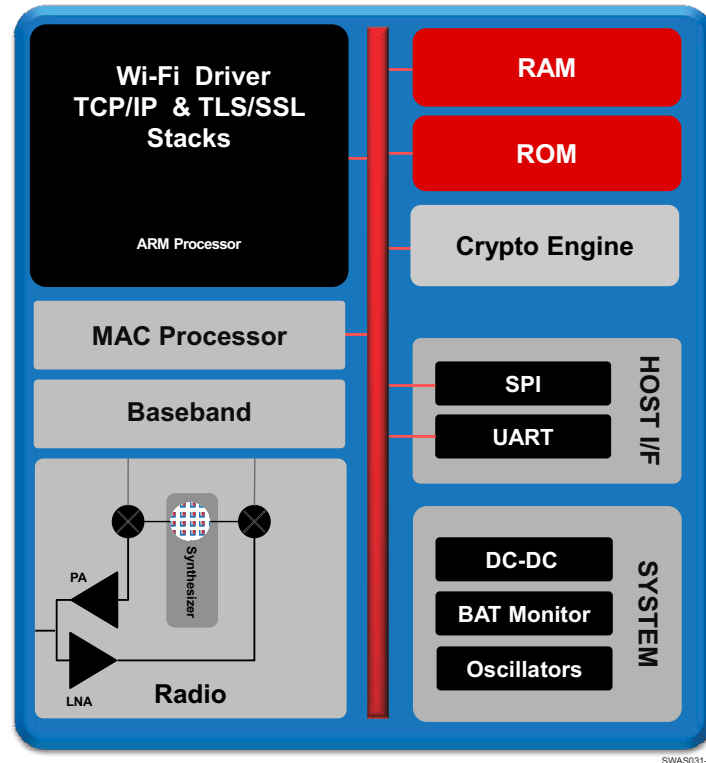 Wi-Fi Driver
TCP/IP & TLS/SSL
Stacks
ARM Processor
MAC Processor
Baseband
Synthesizer
PA
LNA
Radio
RAM
ROM
Crypto Engine
SPI
UART
HOST I/F
DC-DC
BAT Monitor
Oscillators
SYSTEM
SWAS031-